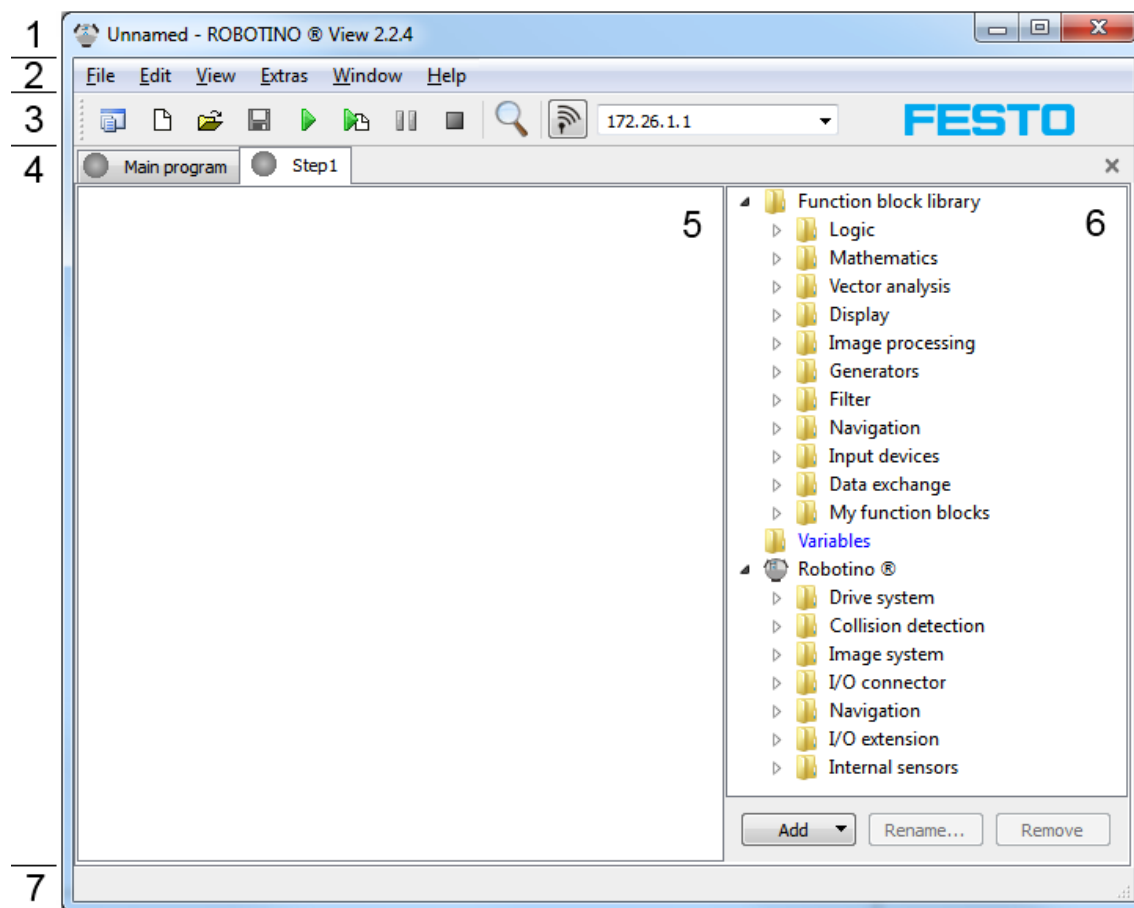 1
Unnamed - ROBOTINO ® View 2.2.4
2
File Edit View Extras Window Help
3
172.26.1.1
FESTO
4
Main program
Step1
5
6
Function block library
Logic
Mathematics
Vector analysis
Display
Image processing
Generators
Filter
Navigation
Input devices
Data exchange
My function blocks
Variables
Robotino ®
Drive system
Collision detection
Image system
I/O connector
Navigation
I/O extension
Internal sensors
Add
Rename...
Remove
7